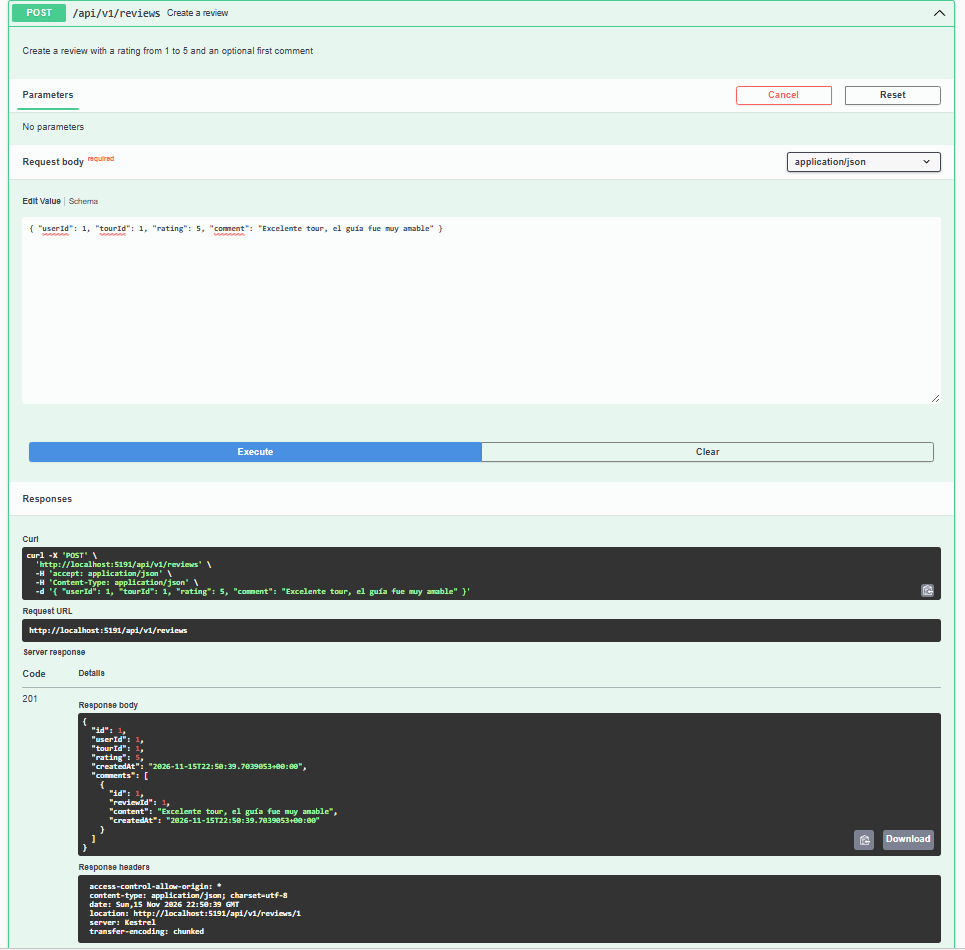 POST /api/v1/reviews Create a review
Create a review with a rating from 1 to 5 and an optional first comment
Parameters Cancel Reset
No parameters
Request body required application/json
Edit Value | Schema
{ "userId": 1, "tourId": 1, "rating": 5, "comment": "Excelente tour, el guía fue muy amable" }
Execute Clear
Responses
Curl
curl -X 'POST' \
  'http://localhost:5191/api/v1/reviews' \
  -H 'accept: application/json' \
  -H 'Content-Type: application/json' \
  -d '{ "userId": 1, "tourId": 1, "rating": 5, "comment": "Excelente tour, el guía fue muy amable" }'
Request URL
http://localhost:5191/api/v1/reviews
Server response
Code Details
201
Response body
{
  "id": 1,
  "userId": 1,
  "tourId": 1,
  "rating": 5,
  "createdAt": "2026-11-15T22:50:39.7039053+00:00",
  "comments": [
    {
      "id": 1,
      "reviewId": 1,
      "content": "Excelente tour, el guía fue muy amable",
      "createdAt": "2026-11-15T22:50:39.7039053+00:00"
    }
  ]
}
Download
Response headers
access-control-allow-origin: *
content-type: application/json; charset=utf-8
date: Sun,15 Nov 2026 22:50:39 GMT
location: http://localhost:5191/api/v1/reviews/1
server: Kestrel
transfer-encoding: chunked